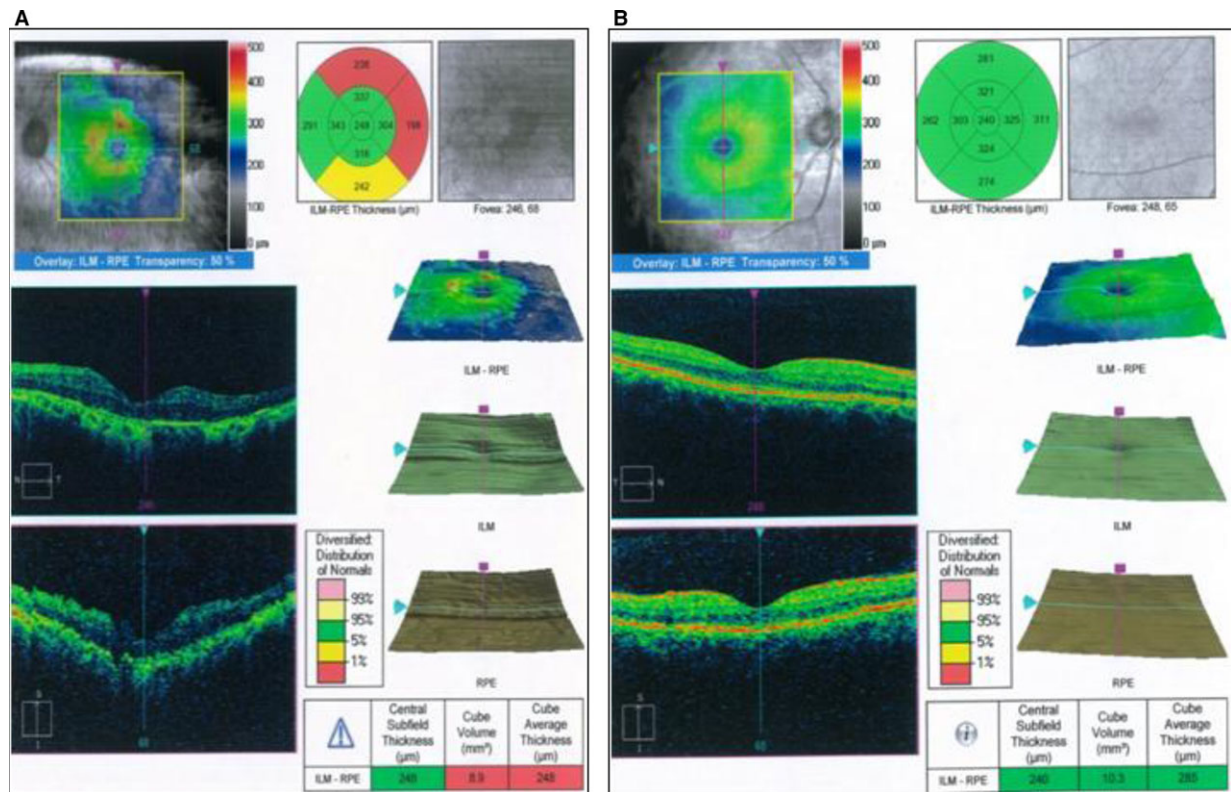 A
500
400
300
200
100
0 µm
68
Overlay: ILM - RPE Transparency: 50 %
238
337
291 343 248 304 198
318
242
ILM-RPE Thickness (µm)
Fovea: 246, 68
ILM - RPE
N T
246
ILM
S
I
68
Diversified:
Distribution
of Normals
99%
95%
5%
1%
RPE
Central
Subfield
Thickness
(µm)
Cube
Volume
(mm³)
Cube
Average
Thickness
(µm)
ILM - RPE 248 8.9 248
B
500
400
300
200
100
0 µm
Overlay: ILM - RPE Transparency: 50 %
281
321
262 303 240 325 311
324
274
ILM-RPE Thickness (µm)
Fovea: 248, 65
ILM - RPE
T N
ILM
S
I
Diversified:
Distribution
of Normals
99%
95%
5%
1%
RPE
Central
Subfield
Thickness
(µm)
Cube
Volume
(mm³)
Cube
Average
Thickness
(µm)
ILM - RPE 240 10.3 285